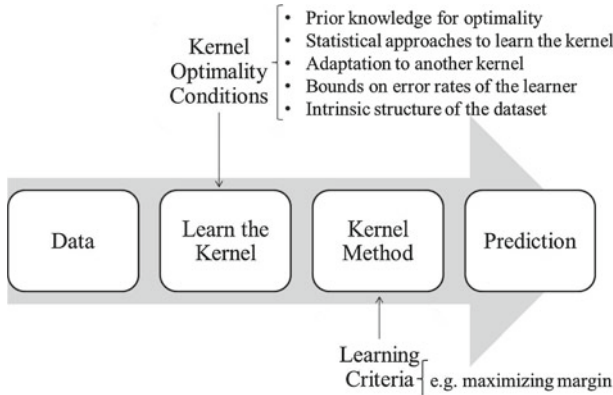 Kernel
Optimality
Conditions
• Prior knowledge for optimality
• Statistical approaches to learn the kernel
• Adaptation to another kernel
• Bounds on error rates of the learner
• Intrinsic structure of the dataset
Data
Learn the
Kernel
Kernel
Method
Prediction
Learning
Criteria
e.g. maximizing margin